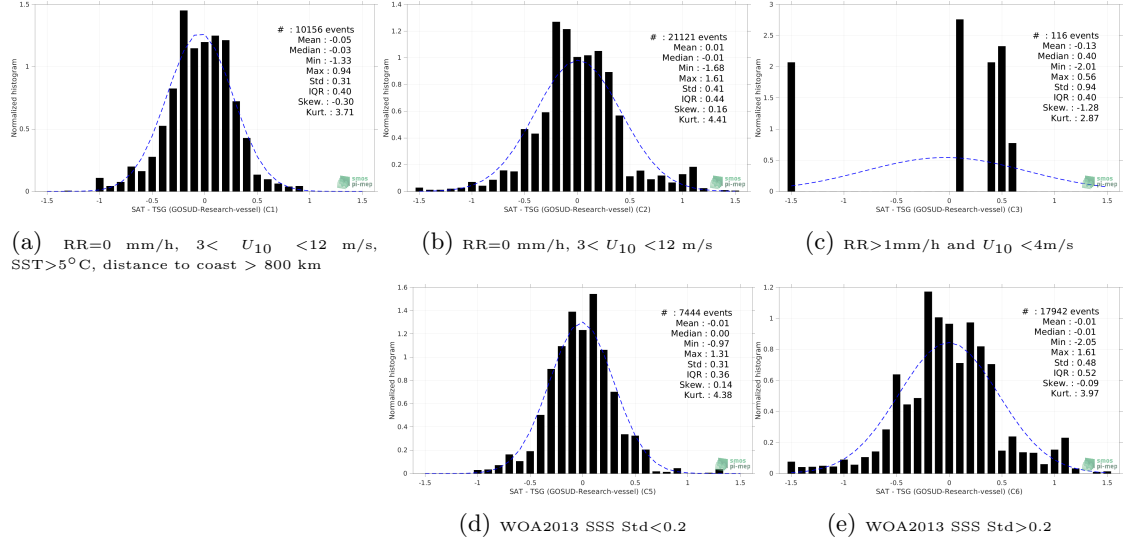 1.5
1
0.5
0
Normalized histogram
# : 10156 events
Mean : -0.05
Median : -0.03
Min : -1.33
Max : 0.94
Std : 0.31
IQR : 0.40
Skew. : -0.30
Kurt. : 3.71
smos
pi-mep
-1.5 -1 -0.5 0 0.5 1 1.5
SAT - TSG (GOSUD-Research-vessel) (C1)
(a) RR=0 mm/h, 3< U10 <12 m/s,
SST>5°C, distance to coast > 800 km
1.4
1.2
1
0.8
0.6
0.4
0.2
0
Normalized histogram
# : 21121 events
Mean : 0.01
Median : -0.01
Min : -1.68
Max : 1.61
Std : 0.41
IQR : 0.44
Skew. : 0.16
Kurt. : 4.41
smos
pi-mep
-1.5 -1 -0.5 0 0.5 1 1.5
SAT - TSG (GOSUD-Research-vessel) (C2)
(b) RR=0 mm/h, 3< U10 <12 m/s
3
2.5
2
1.5
1
0.5
0
Normalized histogram
# : 116 events
Mean : -0.13
Median : 0.40
Min : -2.01
Max : 0.56
Std : 0.94
IQR : 0.40
Skew. : -1.28
Kurt. : 2.87
smos
pi-mep
-1.5 -1 -0.5 0 0.5 1 1.5
SAT - TSG (GOSUD-Research-vessel) (C3)
(c) RR>1mm/h and U10 <4m/s
1.6
1.4
1.2
1
0.8
0.6
0.4
0.2
0
Normalized histogram
# : 7444 events
Mean : -0.01
Median : 0.00
Min : -0.97
Max : 1.31
Std : 0.31
IQR : 0.36
Skew. : 0.14
Kurt. : 4.38
smos
pi-mep
-1.5 -1 -0.5 0 0.5 1 1.5
SAT - TSG (GOSUD-Research-vessel) (C5)
(d) WOA2013 SSS Std<0.2
1.2
1
0.8
0.6
0.4
0.2
0
Normalized histogram
# : 17942 events
Mean : -0.01
Median : -0.01
Min : -2.05
Max : 1.61
Std : 0.48
IQR : 0.52
Skew. : -0.09
Kurt. : 3.97
smos
pi-mep
-1.5 -1 -0.5 0 0.5 1 1.5
SAT - TSG (GOSUD-Research-vessel) (C6)
(e) WOA2013 SSS Std>0.2